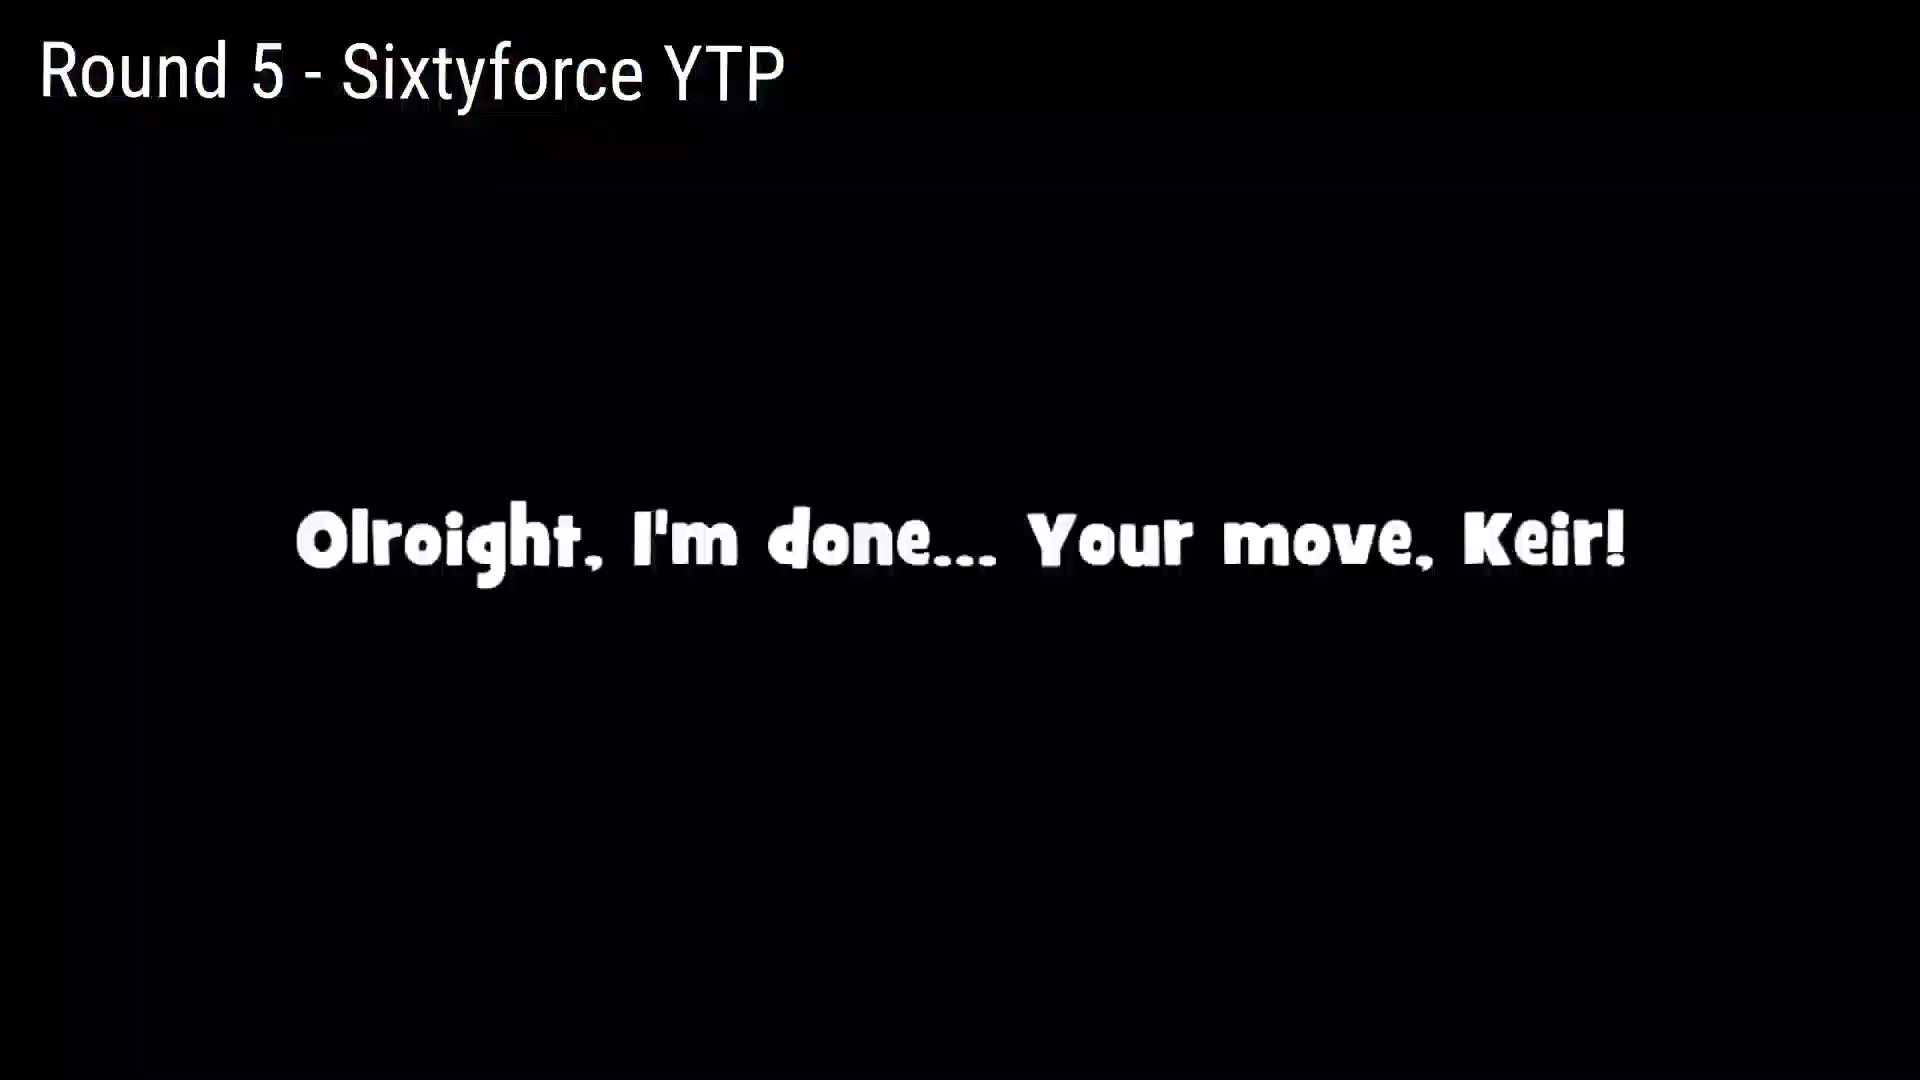 Round 5 - Sixtyforce YTP
Olroight, I'm done... Your move, Keir!